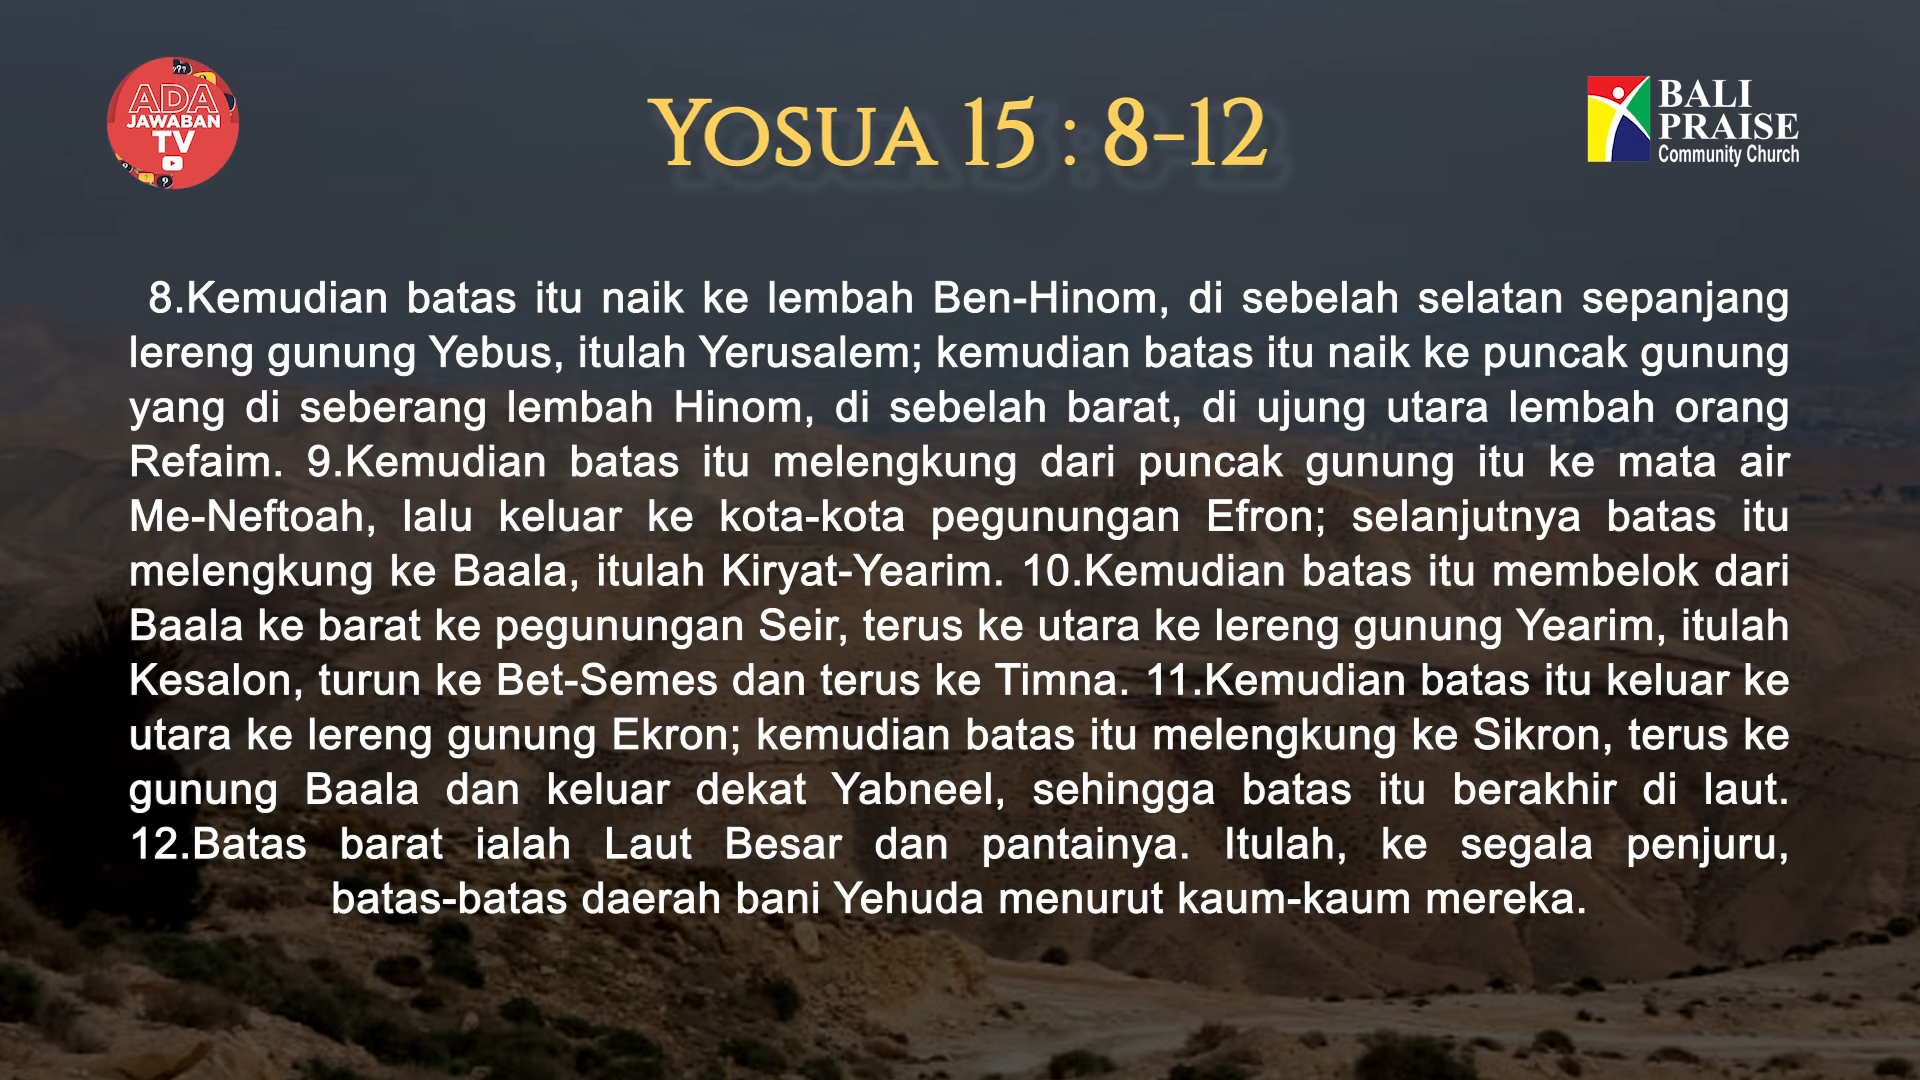 ADA
JAWABAN
TV
Yosua 15 : 8-12
BALI
PRAISE
Community Church
8.Kemudian batas itu naik ke lembah Ben-Hinom, di sebelah selatan sepanjang
lereng gunung Yebus, itulah Yerusalem; kemudian batas itu naik ke puncak gunung
yang di seberang lembah Hinom, di sebelah barat, di ujung utara lembah orang
Refaim. 9.Kemudian batas itu melengkung dari puncak gunung itu ke mata air
Me-Neftoah, lalu keluar ke kota-kota pegunungan Efron; selanjutnya batas itu
melengkung ke Baala, itulah Kiryat-Yearim. 10.Kemudian batas itu membelok dari
Baala ke barat ke pegunungan Seir, terus ke utara ke lereng gunung Yearim, itulah
Kesalon, turun ke Bet-Semes dan terus ke Timna. 11.Kemudian batas itu keluar ke
utara ke lereng gunung Ekron; kemudian batas itu melengkung ke Sikron, terus ke
gunung Baala dan keluar dekat Yabneel, sehingga batas itu berakhir di laut.
12.Batas barat ialah Laut Besar dan pantainya. Itulah, ke segala penjuru,
batas-batas daerah bani Yehuda menurut kaum-kaum mereka.